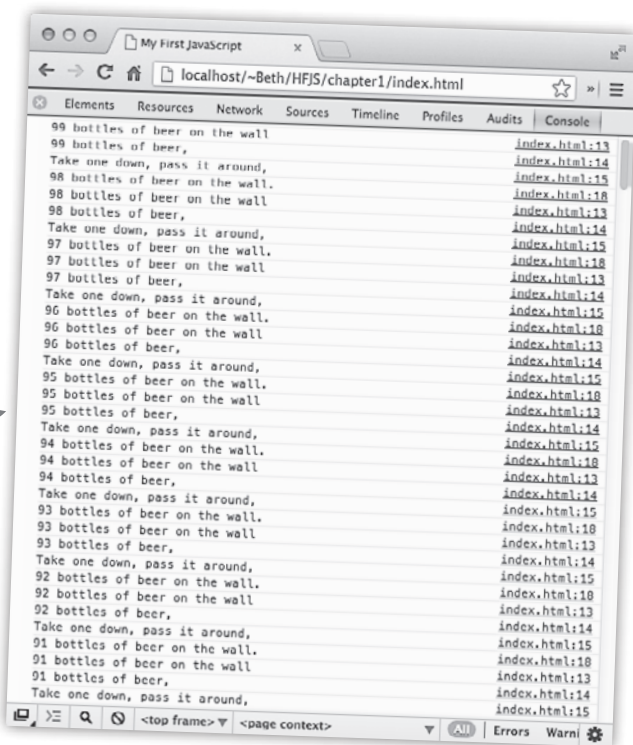 My First JavaScript
localhost/~Beth/HFJS/chapter1/index.html
Elements Resources Network Sources Timeline Profiles Audits Console
99 bottles of beer on the wall index.html:13
99 bottles of beer, index.html:14
Take one down, pass it around, index.html:15
98 bottles of beer on the wall. index.html:18
98 bottles of beer on the wall index.html:13
98 bottles of beer, index.html:14
Take one down, pass it around, index.html:15
97 bottles of beer on the wall. index.html:18
97 bottles of beer on the wall index.html:13
97 bottles of beer, index.html:14
Take one down, pass it around, index.html:15
96 bottles of beer on the wall. index.html:18
96 bottles of beer on the wall index.html:13
96 bottles of beer, index.html:14
Take one down, pass it around, index.html:15
95 bottles of beer on the wall. index.html:18
95 bottles of beer on the wall index.html:13
95 bottles of beer, index.html:14
Take one down, pass it around, index.html:15
94 bottles of beer on the wall. index.html:18
94 bottles of beer on the wall index.html:13
94 bottles of beer, index.html:14
Take one down, pass it around, index.html:15
93 bottles of beer on the wall. index.html:18
93 bottles of beer on the wall index.html:13
93 bottles of beer, index.html:14
Take one down, pass it around, index.html:15
92 bottles of beer on the wall. index.html:18
92 bottles of beer on the wall index.html:13
92 bottles of beer, index.html:14
Take one down, pass it around, index.html:15
91 bottles of beer on the wall. index.html:18
91 bottles of beer on the wall index.html:13
91 bottles of beer, index.html:14
Take one down, pass it around, index.html:15
<top frame> <page context> All Errors Warni